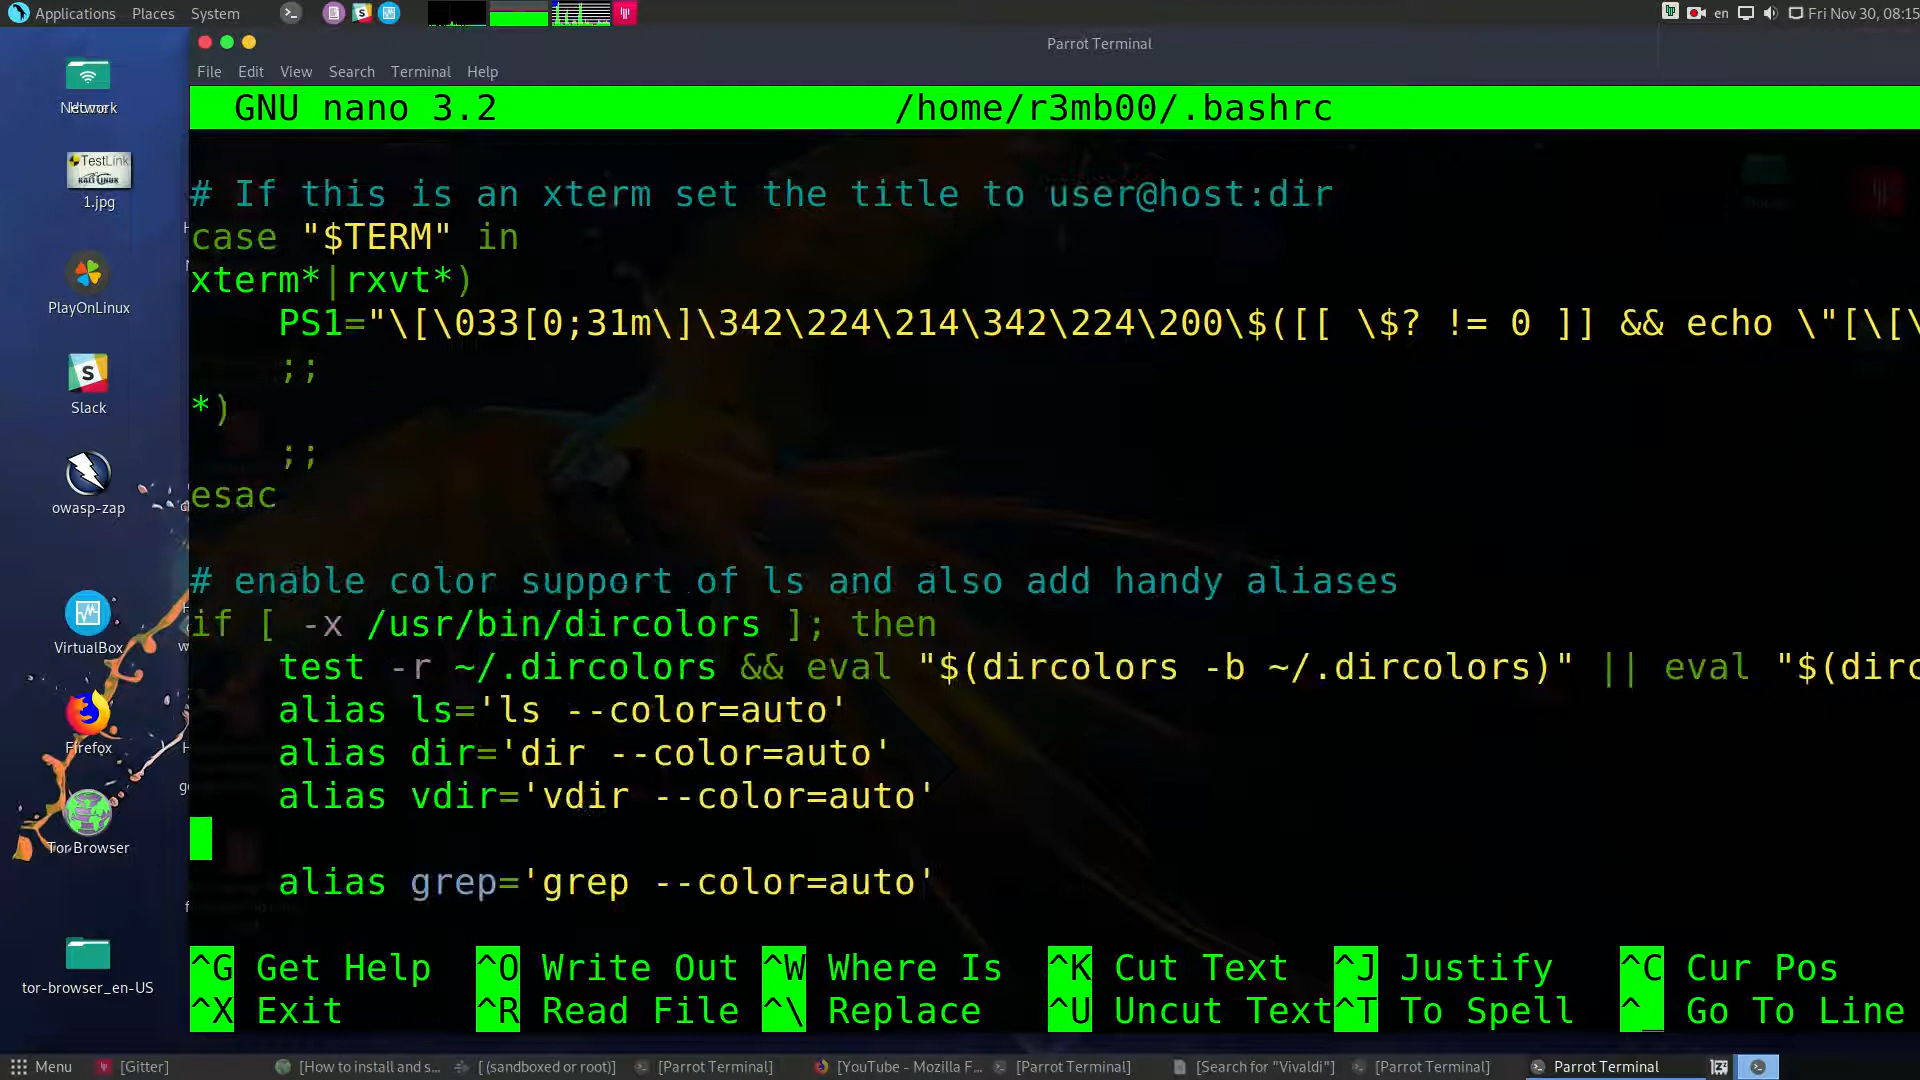 Applications Places System en Fri Nov 30, 08:15
Parrot Terminal
File Edit View Search Terminal Help
GNU nano 3.2 /home/r3mb00/.bashrc
# If this is an xterm set the title to user@host:dir
case "$TERM" in
xterm*|rxvt*)
PS1="\[\033[0;31m\]\342\224\214\342\224\200\$([[ \$? != 0 ]] && echo \"[\[\
;;
*)
;;
esac
# enable color support of ls and also add handy aliases
if [ -x /usr/bin/dircolors ]; then
test -r ~/.dircolors && eval "$(dircolors -b ~/.dircolors)" || eval "$(dirc
alias ls='ls --color=auto'
alias dir='dir --color=auto'
alias vdir='vdir --color=auto'
alias grep='grep --color=auto'
^G Get Help ^O Write Out ^W Where Is ^K Cut Text ^J Justify ^C Cur Pos
^X Exit ^R Read File ^\ Replace ^U Uncut Text ^T To Spell ^_ Go To Line
Network
TestLink
KALI LINUX
1.jpg
PlayOnLinux
Slack
owasp-zap
VirtualBox
Firefox
Tor Browser
tor-browser_en-US
Menu [Gitter] [How to install and s... [(sandboxed or root)] [Parrot Terminal] [YouTube - Mozilla F... [Parrot Terminal] [Search for "Vivaldi"] [Parrot Terminal] Parrot Terminal